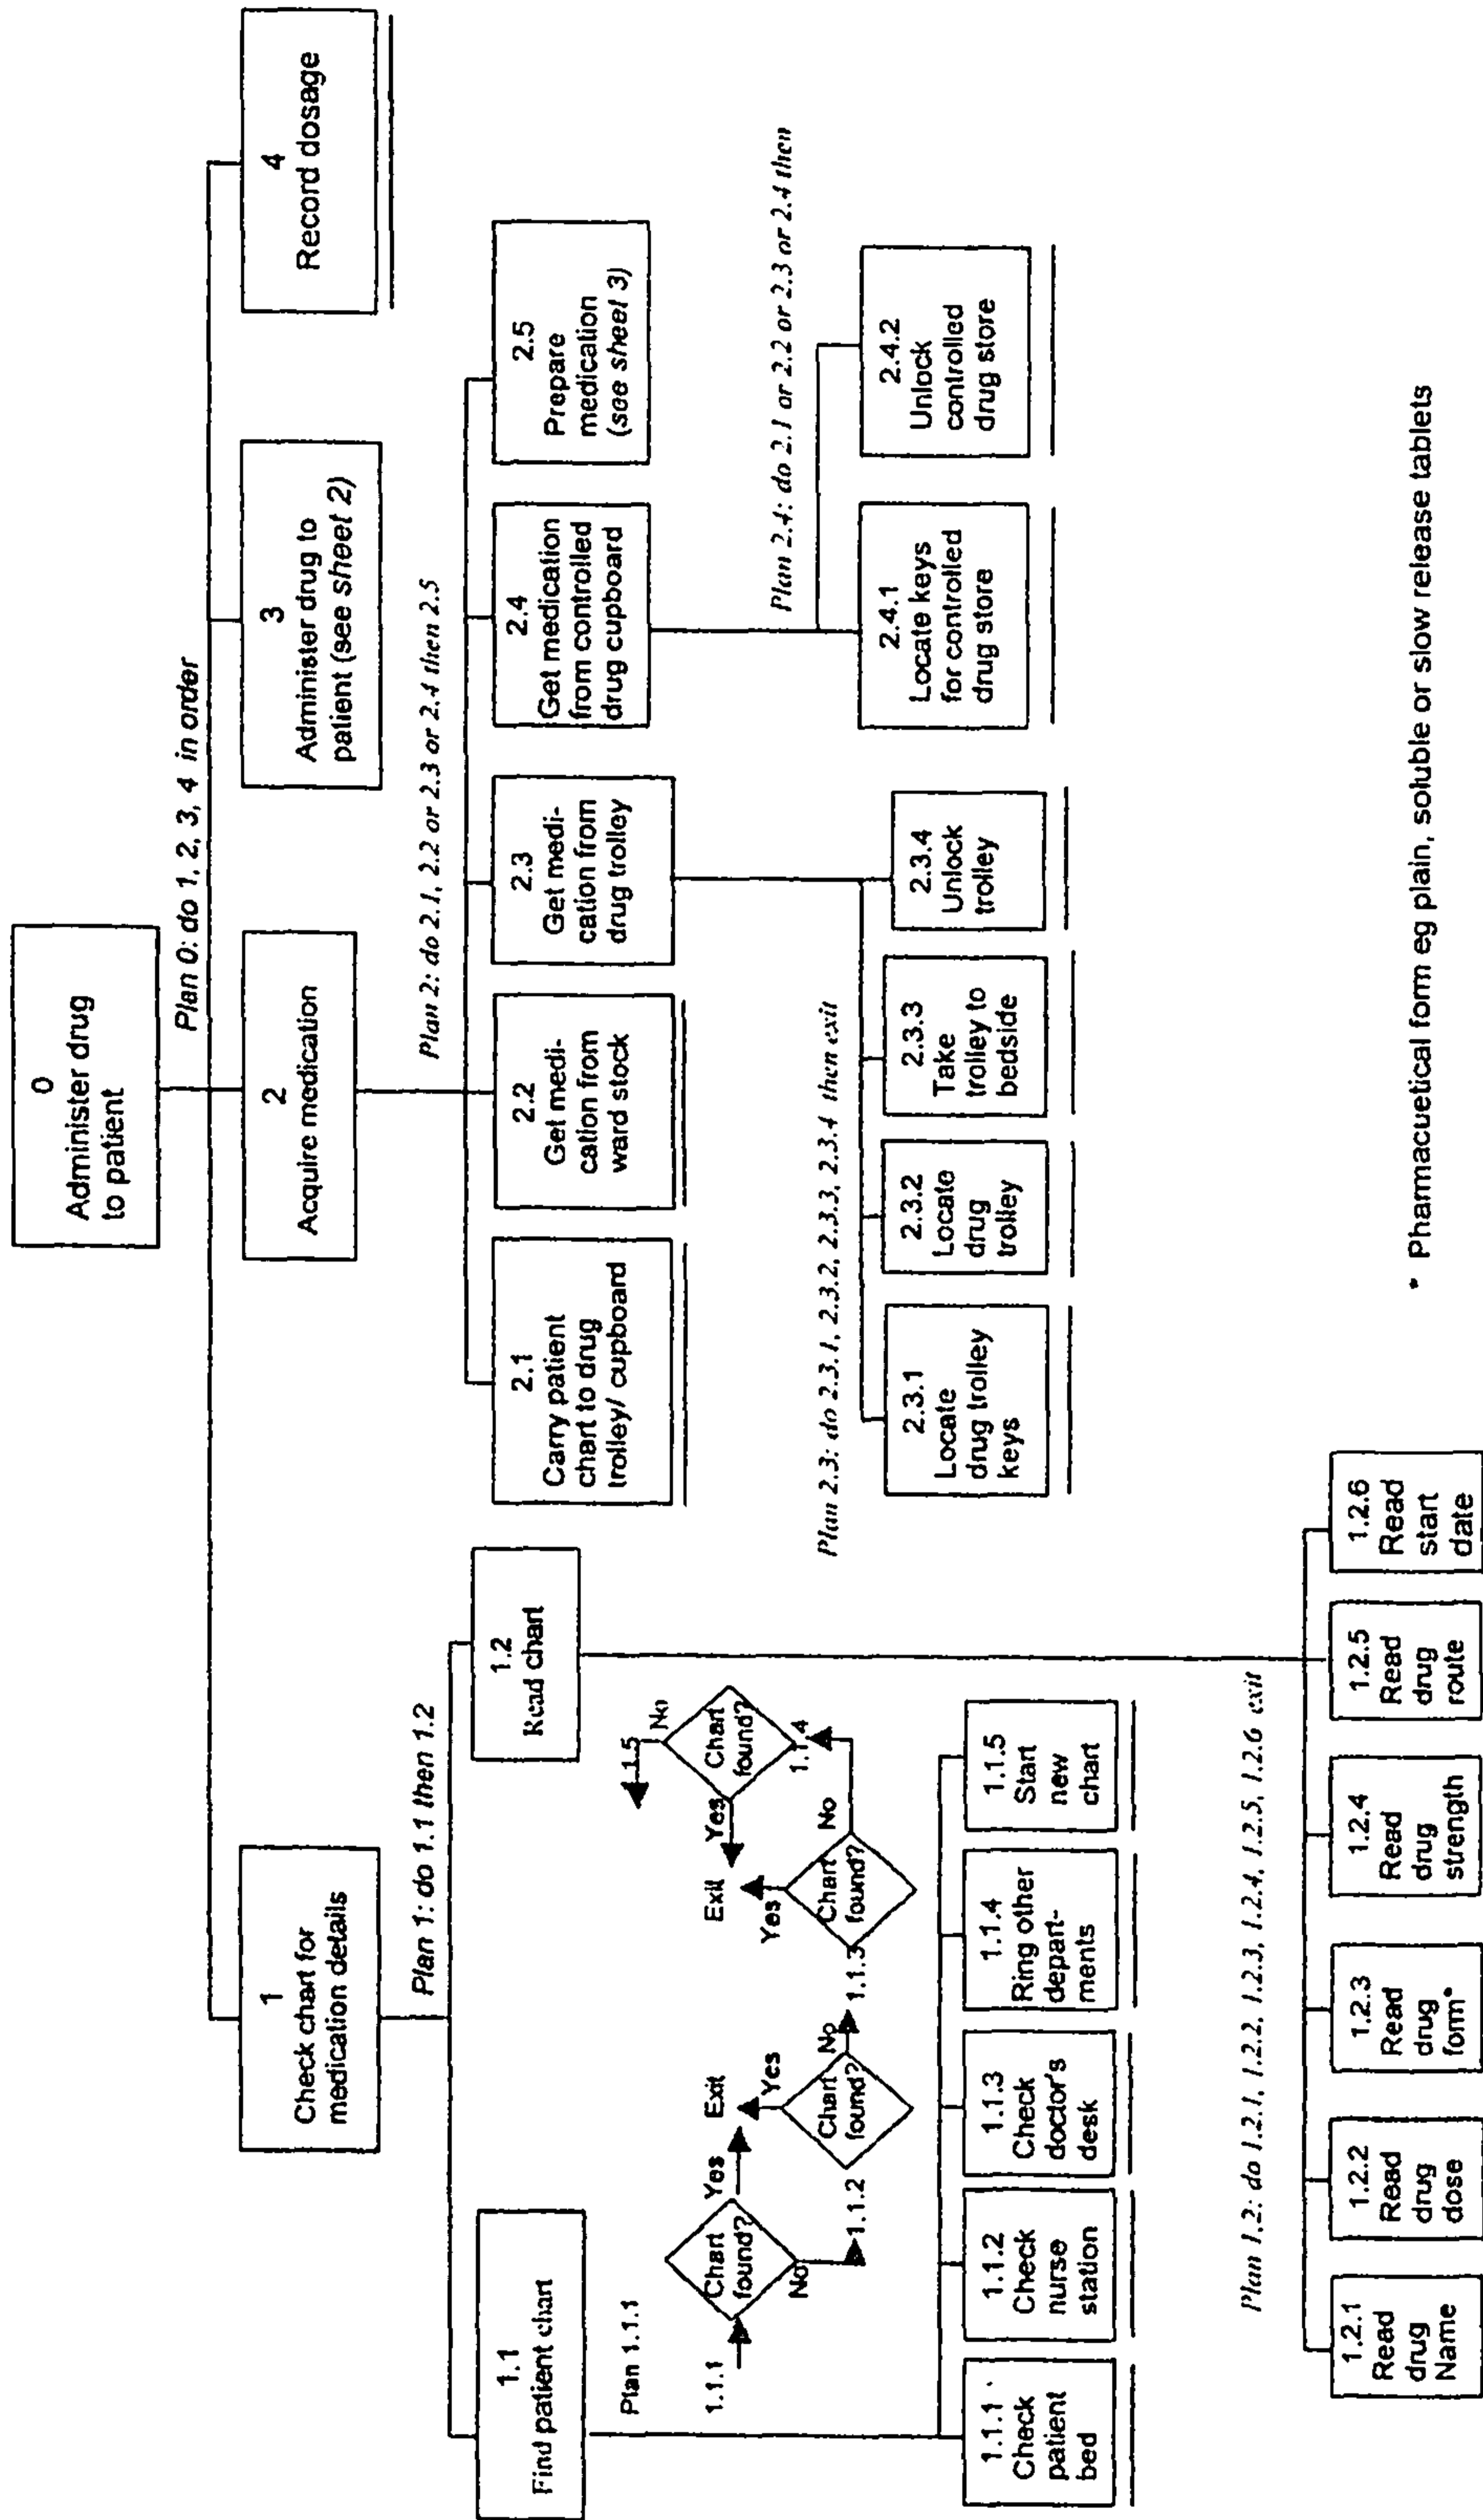 0
Administer drug
to patient
Plan 0: do 1, 2, 3, 4 in order
1
Check chart for
medication details
2
Acquire medication
3
Administer drug to
patient (see sheet 2)
4
Record dosage
Plan 1: do 1.1 then 1.2
1.1
Find patient chart
1.2
Read chart
Plan 1.1.1
1.1.1
Chart
found?
Yes
No
1.1.2
Exit
Chart
found?
Yes
No
1.1.3
Exit
Chart
found?
Yes
No
1.1.4
Chart
found?
Yes
No
1.1.5
1.1.1
Check
patient
bed
1.1.2
Check
nurse
station
1.1.3
Check
doctor's
desk
1.1.4
Ring other
depart-
ments
1.1.5
Start
new
chart
Plan 1.2: do 1.2.1, 1.2.2, 1.2.3, 1.2.4, 1.2.5, 1.2.6 exit
1.2.1
Read
drug
Name
1.2.2
Read
drug
dose
1.2.3
Read
drug
form*
1.2.4
Read
drug
strength
1.2.5
Read
drug
route
1.2.6
Read
start
date
Plan 2: do 2.1, 2.2 or 2.3 or 2.4 then 2.5
2.1
Carry patient
chart to drug
trolley/ cupboard
2.2
Get medi-
cation from
ward stock
2.3
Get medi-
cation from
drug trolley
2.4
Get medication
from controlled
drug cupboard
2.5
Prepare
medication
(see sheet 3)
Plan 2.3: do 2.3.1, 2.3.2, 2.3.3, 2.3.4 then exit
2.3.1
Locate
drug trolley
keys
2.3.2
Locate
drug
trolley
2.3.3
Take
trolley to
bedside
2.3.4
Unlock
trolley
Plan 2.4: do 2.1 or 2.2 or 2.3 or 2.4 then
2.4.1
Locate keys
for controlled
drug store
2.4.2
Unlock
controlled
drug store
* Pharmacuetical form eg plain, soluble or slow release tablets